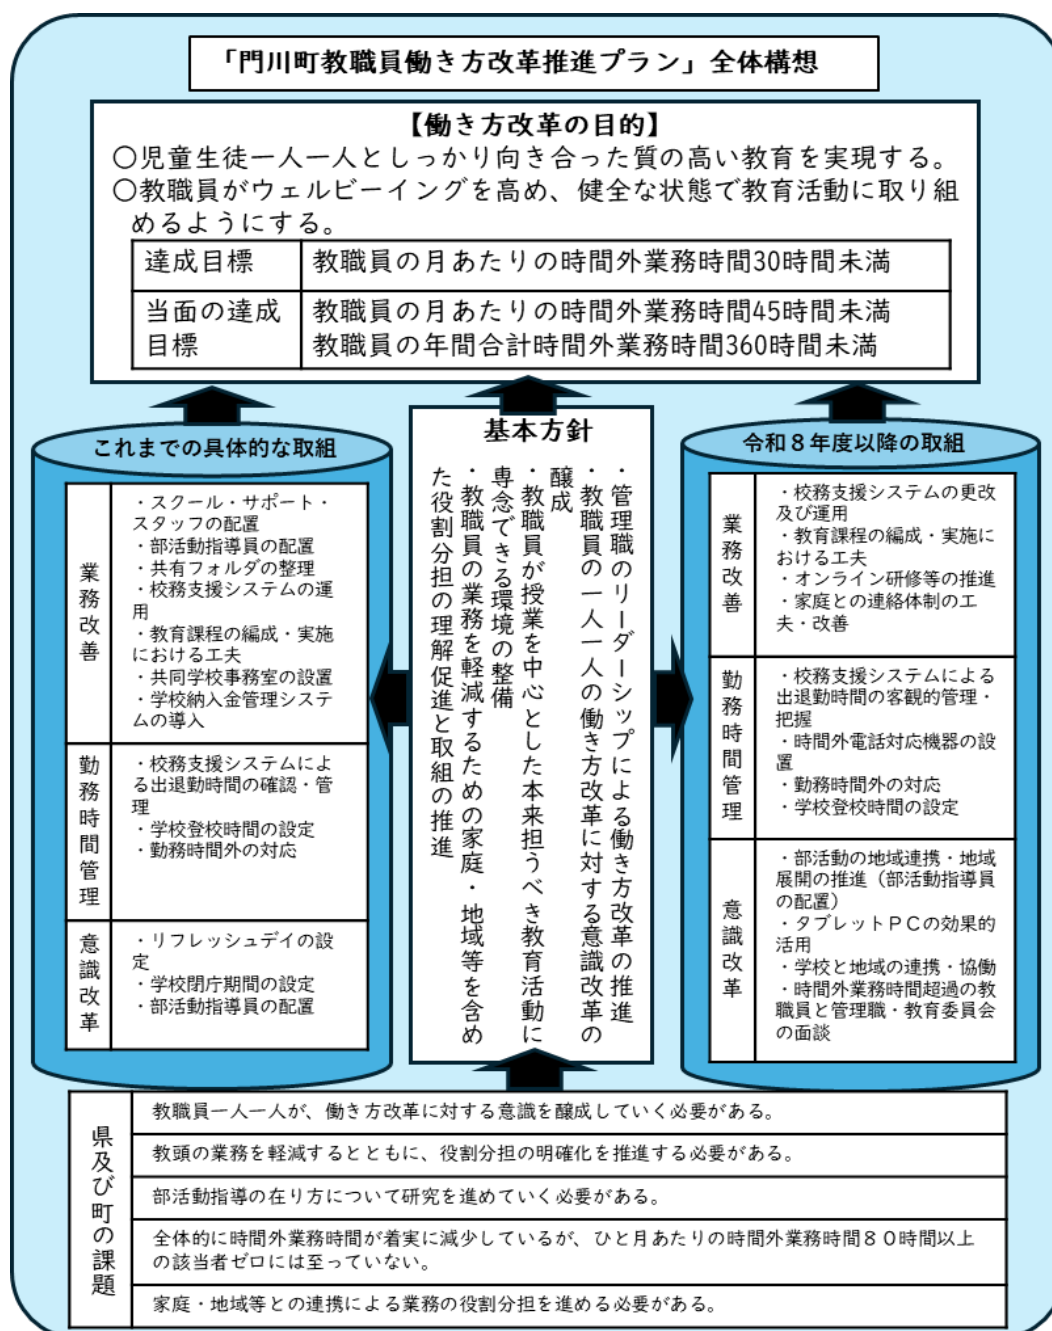 「門川町教職員働き方改革推進プラン」全体構想
【働き方改革の目的】
〇児童生徒一人一人としっかり向き合った質の高い教育を実現する。
〇教職員がウェルビーイングを高め、健全な状態で教育活動に取り組
めるようにする。
達成目標
教職員の月あたりの時間外業務時間30時間未満
当面の達成
目標
教職員の月あたりの時間外業務時間45時間未満
教職員の年間合計時間外業務時間360時間未満
これまでの具体的な取組
業務改善
・スクール・サポート・
スタッフの配置
・部活動指導員の配置
・共有フォルダの整理
・校務支援システムの運
用
・教育課程の編成・実施
における工夫
・共同学校事務室の設置
・学校納入金管理システ
ムの導入
勤務時間管理
・校務支援システムによ
る出退勤時間の確認・管
理
・学校登校時間の設定
・勤務時間外の対応
意識改革
・リフレッシュデイの設
定
・学校閉庁期間の設定
・部活動指導員の配置
基本方針
・管理職のリーダーシップによる働き方改革の推進
・教職員の一人一人の働き方改革に対する意識改革の
醸成
・教職員が授業を中心とした本来担うべき教育活動に
専念できる環境の整備
・教職員の業務を軽減するための家庭・地域等を含め
た役割分担の理解促進と取組の推進
令和８年度以降の取組
業務改善
・校務支援システムの更改
及び運用
・教育課程の編成・実施に
おける工夫
・オンライン研修等の推進
・家庭との連絡体制の工
夫・改善
勤務時間管理
・校務支援システムによる
出退勤時間の客観的管理・
把握
・時間外電話対応機器の設
置
・勤務時間外の対応
・学校登校時間の設定
意識改革
・部活動の地域連携・地域
展開の推進（部活動指導員
の配置）
・タブレットＰＣの効果的
活用
・学校と地域の連携・協働
・時間外業務時間超過の教
職員と管理職・教育委員会
の面談
県及び町の課題
教職員一人一人が、働き方改革に対する意識を醸成していく必要がある。
教頭の業務を軽減するとともに、役割分担の明確化を推進する必要がある。
部活動指導の在り方について研究を進めていく必要がある。
全体的に時間外業務時間が着実に減少しているが、ひと月あたりの時間外業務時間８０時間以上
の該当者ゼロには至っていない。
家庭・地域等との連携による業務の役割分担を進める必要がある。